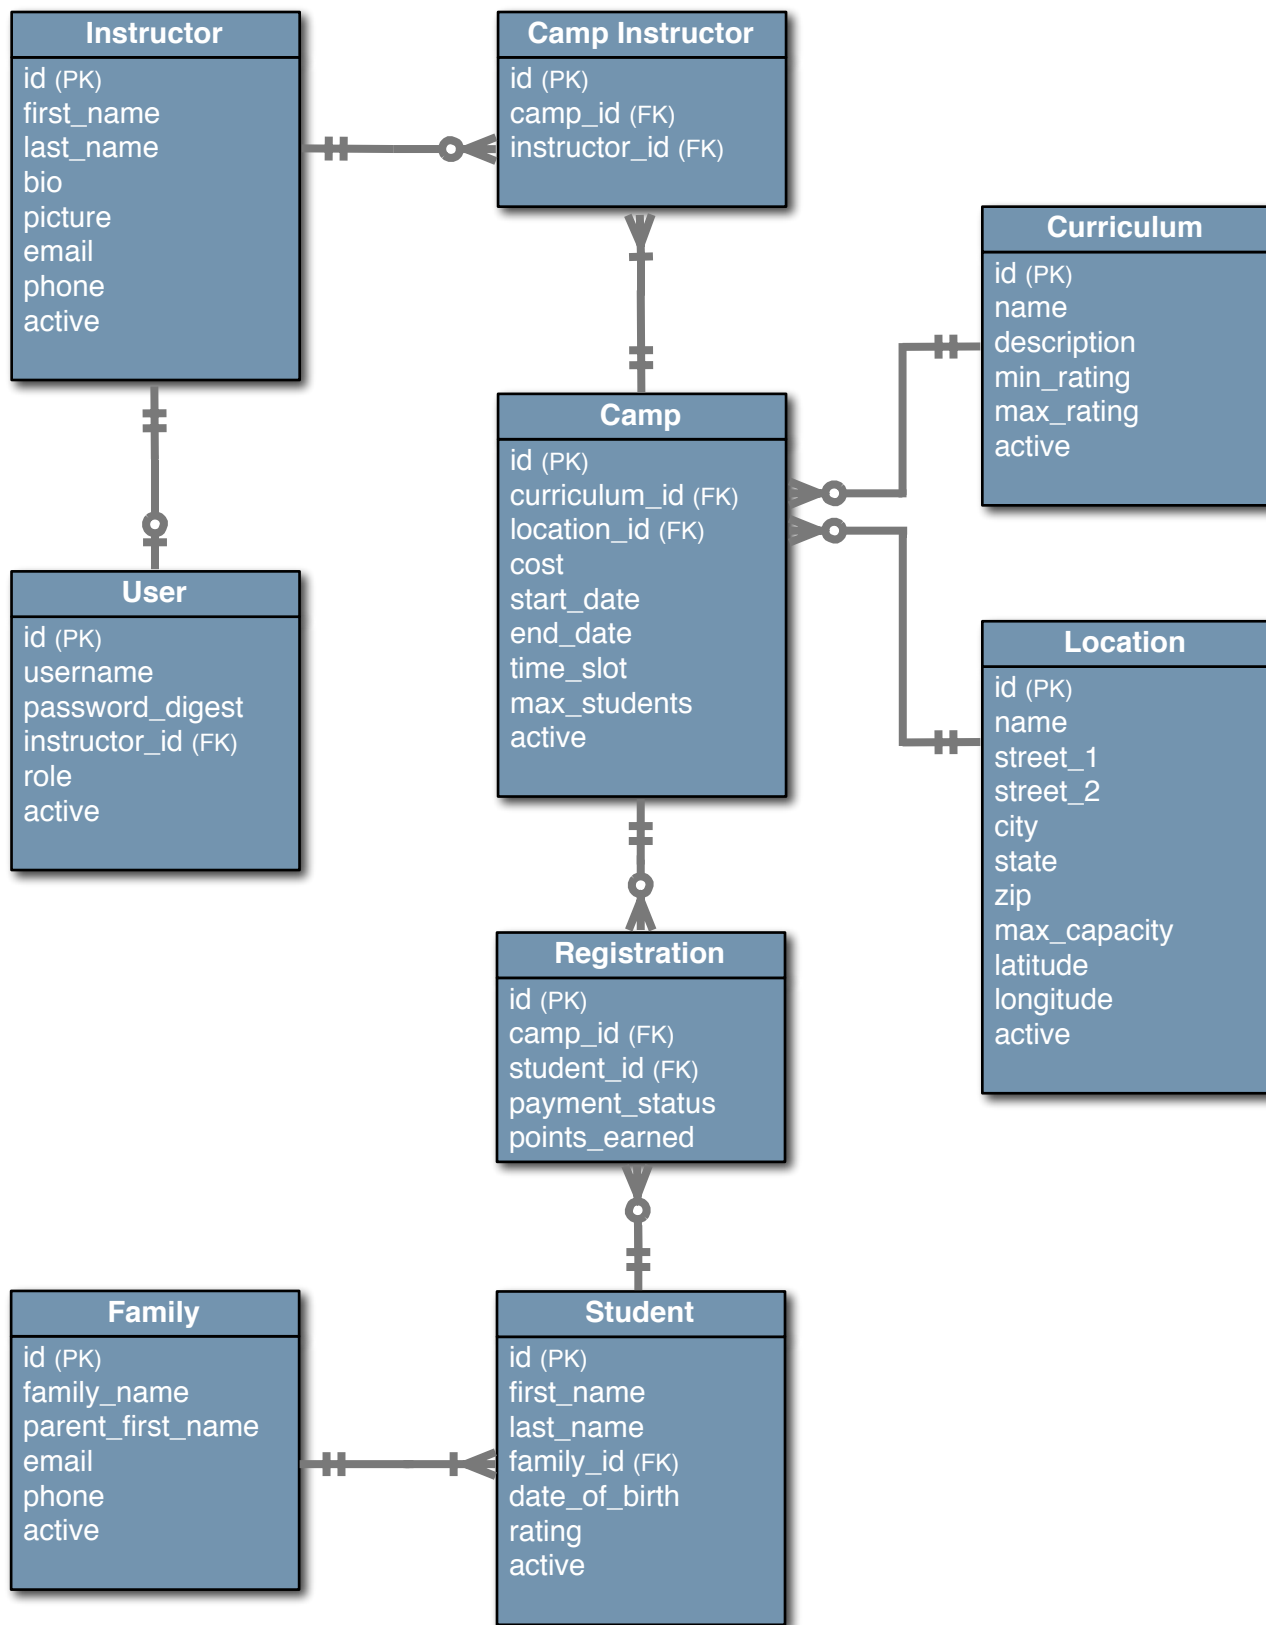 Instructor
id (PK)
first_name
last_name
bio
picture
email
phone
active
Camp Instructor
id (PK)
camp_id (FK)
instructor_id (FK)
Curriculum
id (PK)
name
description
min_rating
max_rating
active
Camp
id (PK)
curriculum_id (FK)
location_id (FK)
cost
start_date
end_date
time_slot
max_students
active
User
id (PK)
username
password_digest
instructor_id (FK)
role
active
Location
id (PK)
name
street_1
street_2
city
state
zip
max_capacity
latitude
longitude
active
Registration
id (PK)
camp_id (FK)
student_id (FK)
payment_status
points_earned
Family
id (PK)
family_name
parent_first_name
email
phone
active
Student
id (PK)
first_name
last_name
family_id (FK)
date_of_birth
rating
active